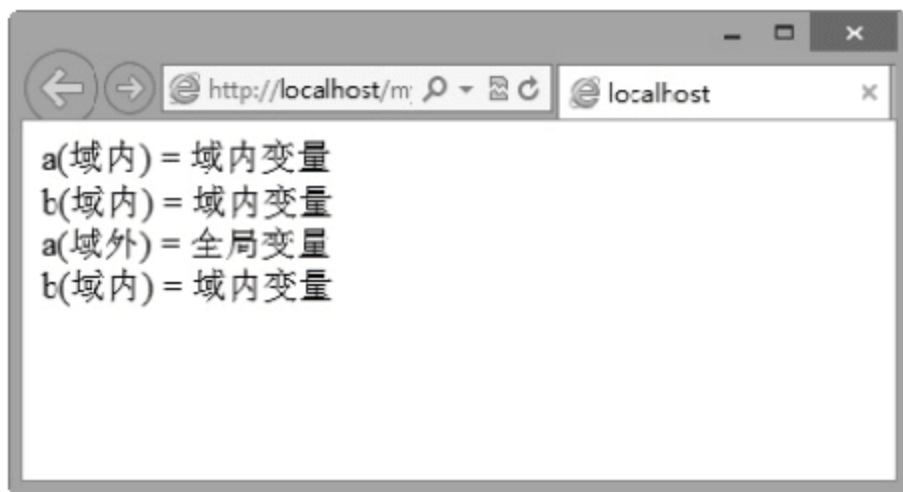 http://localhost/m
localhost
a(域内) = 域内变量
b(域内) = 域内变量
a(域外) = 全局变量
b(域内) = 域内变量